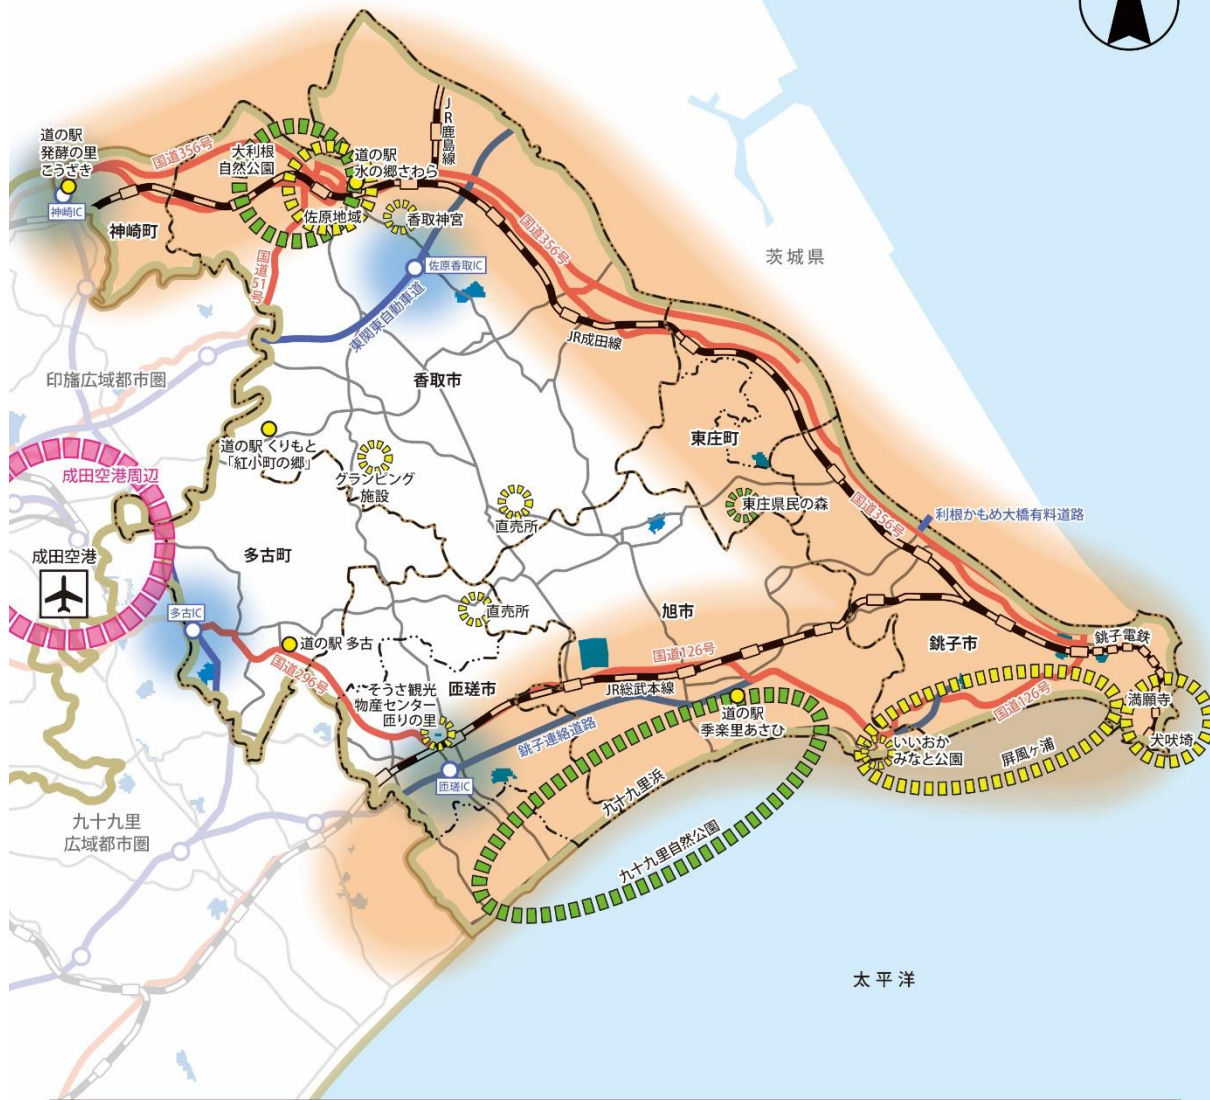 道の駅
発酵の里
こうざき
神崎IC
神崎町
国道356号
大利根
自然公園
道の駅
水の郷さわら
JR鹿島線
佐原地域
香取神宮
国道51号
佐原香取IC
東関東自動車道
国道356号
茨城県
JR成田線
印旛広域都市圏
香取市
東庄町
道の駅 くりもと
「紅小町の郷」
グランピング
施設
直売所
東庄県民の森
国道356号
利根かもめ大橋有料道路
成田空港周辺
成田空港
多古町
多古IC
道の駅 多古
直売所
旭市
国道296号
国道126号
銚子市
銚子電鉄
匝瑳市
JR総武本線
そうさ観光
物産センター
匝りの里
銚子連絡道路
道の駅
季楽里あさひ
国道126号
満願寺
犬吠埼
いいおか
みなと公園
屛風ヶ浦
匝瑳IC
九十九里浜
九十九里
広域都市圏
九十九里自然公園
太平洋